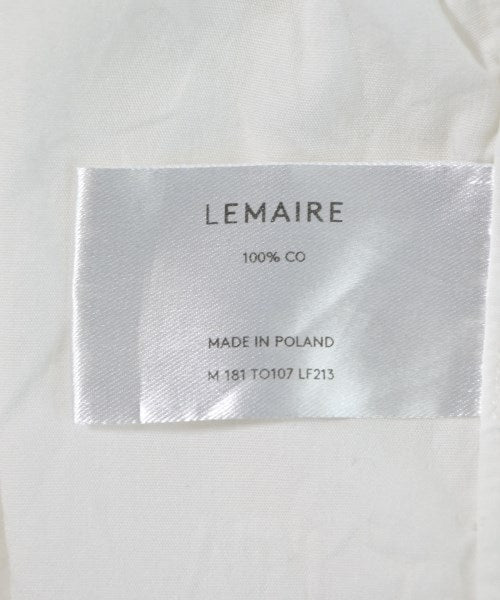 LEMAIRE
100% CO
MADE IN POLAND
M 181 TO107 LF213